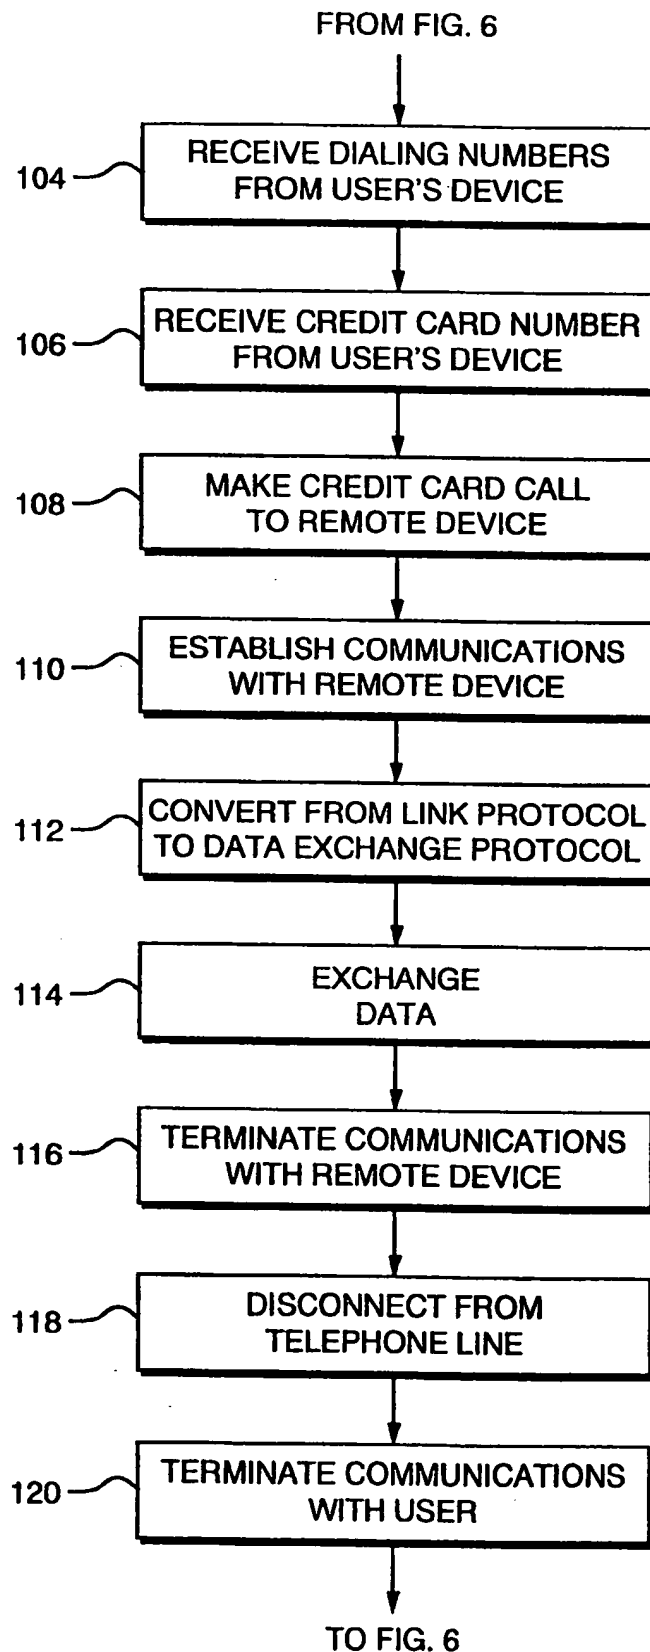 FROM FIG. 6
104
RECEIVE DIALING NUMBERS
FROM USER'S DEVICE
106
RECEIVE CREDIT CARD NUMBER
FROM USER'S DEVICE
108
MAKE CREDIT CARD CALL
TO REMOTE DEVICE
110
ESTABLISH COMMUNICATIONS
WITH REMOTE DEVICE
112
CONVERT FROM LINK PROTOCOL
TO DATA EXCHANGE PROTOCOL
114
EXCHANGE
DATA
116
TERMINATE COMMUNICATIONS
WITH REMOTE DEVICE
118
DISCONNECT FROM
TELEPHONE LINE
120
TERMINATE COMMUNICATIONS
WITH USER
TO FIG. 6